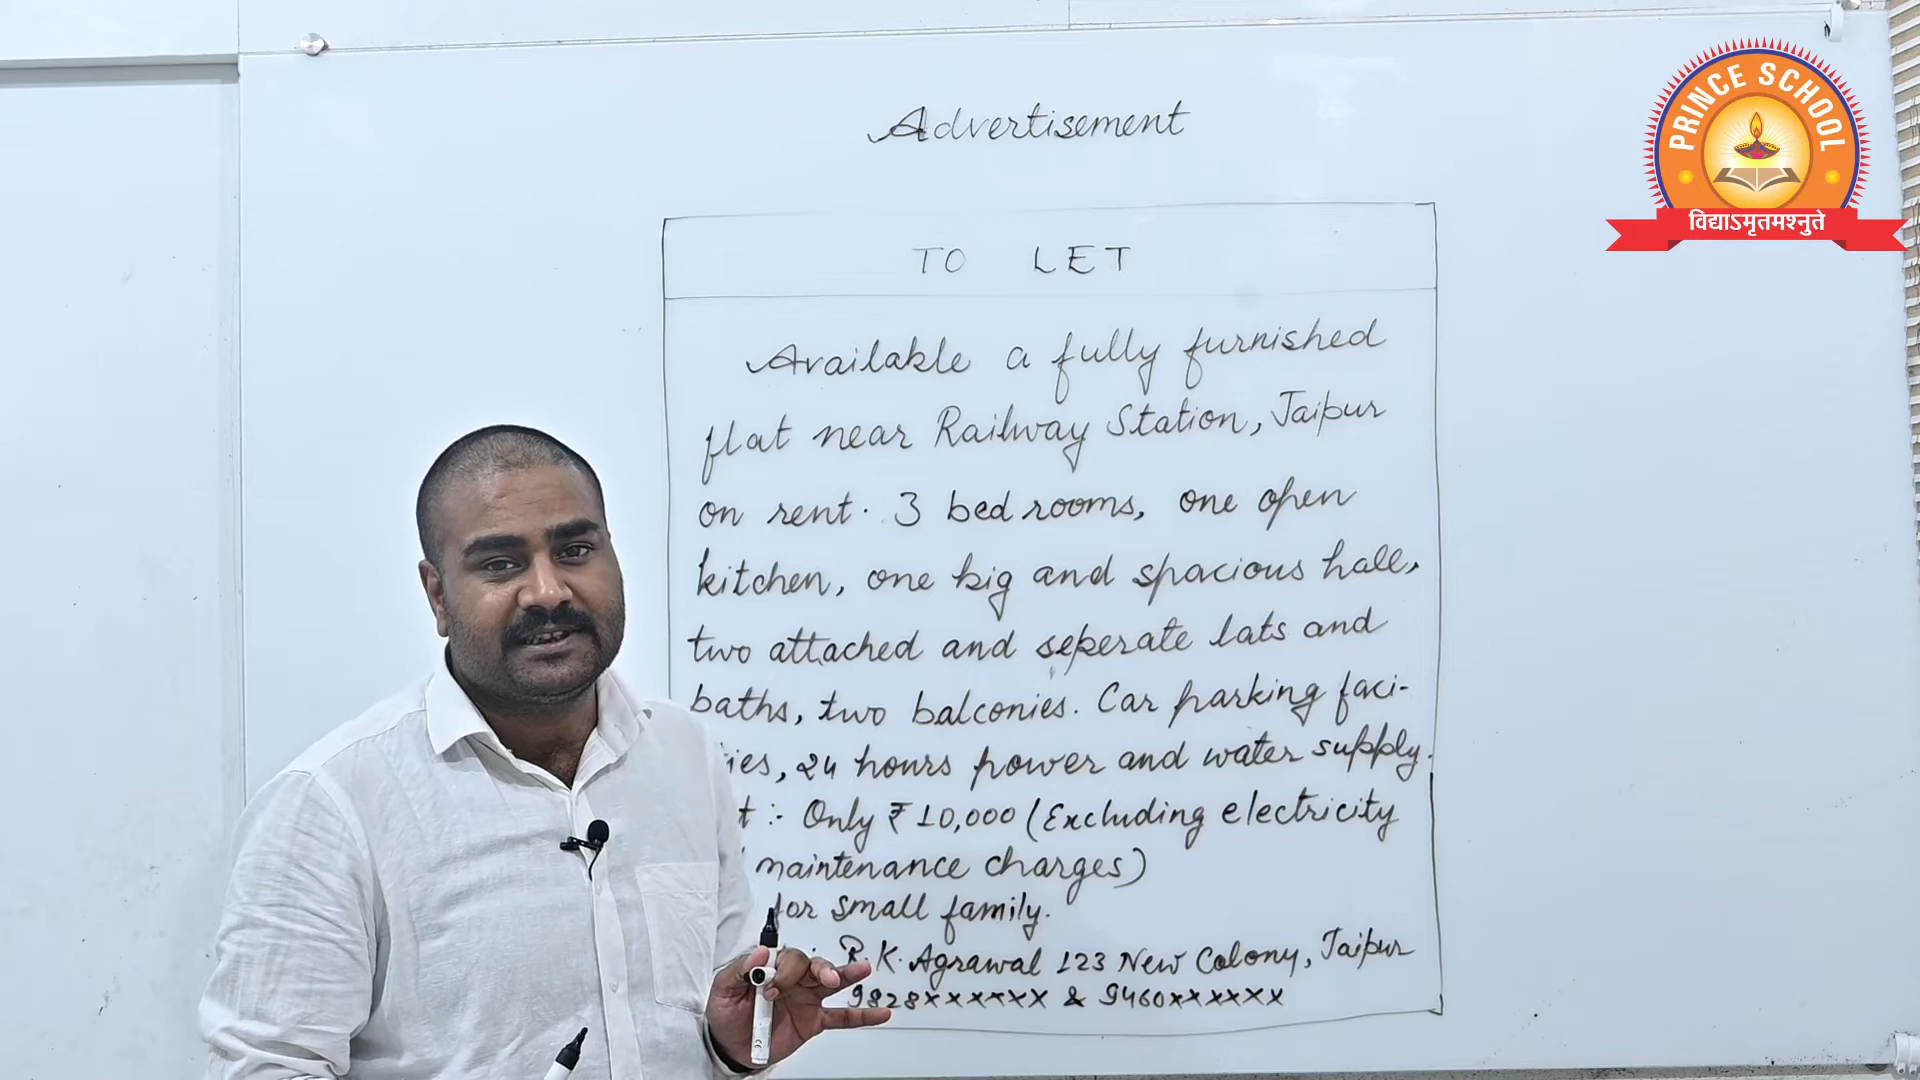 Advertisement
PRINCE SCHOOL
विद्याऽमृतमश्नुते
TO LET
Available a fully furnished
flat near Railway Station, Jaipur
on rent. 3 bed rooms, one open
kitchen, one big and spacious hall,
two attached and seperate lats and
baths, two balconies. Car parking faci-
ies, 24 hours power and water supply.
t :- Only ₹ 10,000 (Excluding electricity
maintenance charges)
for small family.
R.K. Agrawal 123 New Colony, Jaipur
9828xxxxxx & 9460xxxxxx